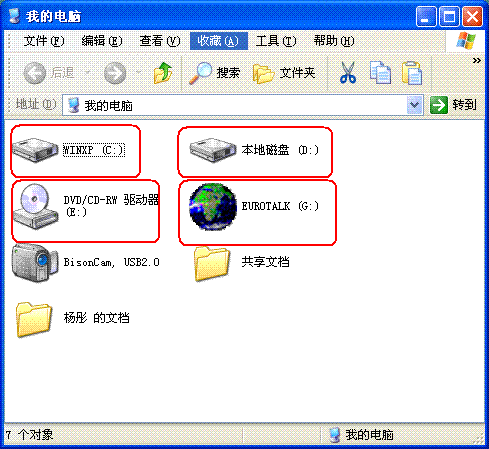 我的电脑
文件(F) 编辑(E) 查看(V) 收藏(A) 工具(T) 帮助(H)
后退 搜索 文件夹 »
地址(D) 我的电脑 转到
WINXP (C:) 本地磁盘 (D:)
DVD/CD-RW 驱动器
(E:) EUROTALK (G:)
BisonCam, USB2.0 共享文档
杨彤 的文档
7 个对象 我的电脑